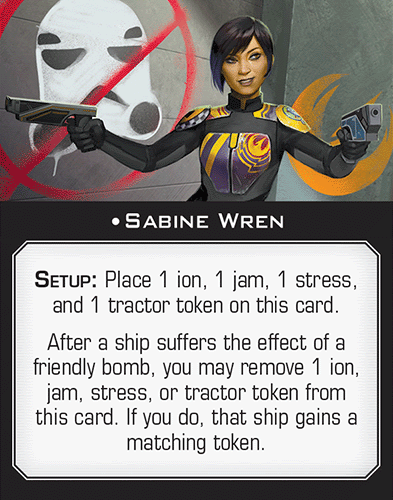 •Sabine Wren
Setup: Place 1 ion, 1 jam, 1 stress,
and 1 tractor token on this card.
After a ship suffers the effect of a
friendly bomb, you may remove 1 ion,
jam, stress, or tractor token from
this card. If you do, that ship gains a
matching token.